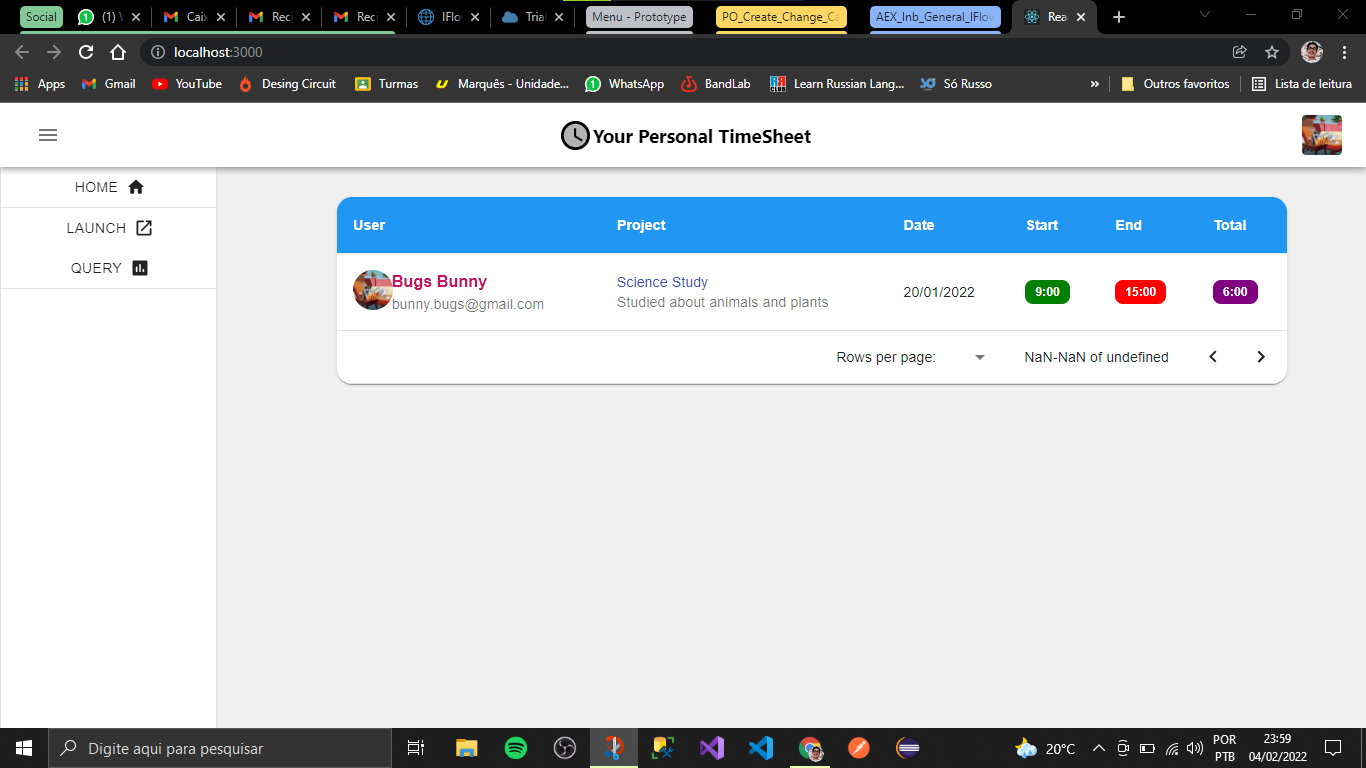 Social
(1) W
Caix
Rec
Rec
IFlo
Tria
Menu - Prototype
PO_Create_Change_Ca
AEX_Inb_General_IFlow
Rea
localhost:3000
Apps
Gmail
YouTube
Desing Circuit
Turmas
Marquês - Unidade...
WhatsApp
BandLab
Learn Russian Lang...
Só Russo
»
Outros favoritos
Lista de leitura
Your Personal TimeSheet
HOME
LAUNCH
QUERY
User Project Date Start End Total
Bugs Bunny
bunny.bugs@gmail.com
Science Study
Studied about animals and plants
20/01/2022
9:00
15:00
6:00
Rows per page:
NaN-NaN of undefined
Digite aqui para pesquisar
20°C
POR
PTB
23:59
04/02/2022